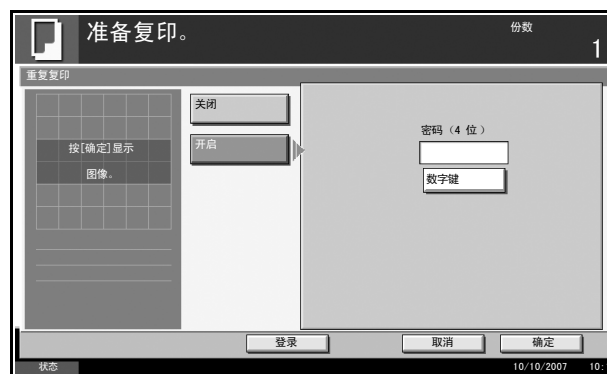 准备复印。
份数
1
重复复印
按[确定]显示
图像。
关闭
开启
密码（4 位）
数字键
登录
取消
确定
状态
10/10/2007 10: